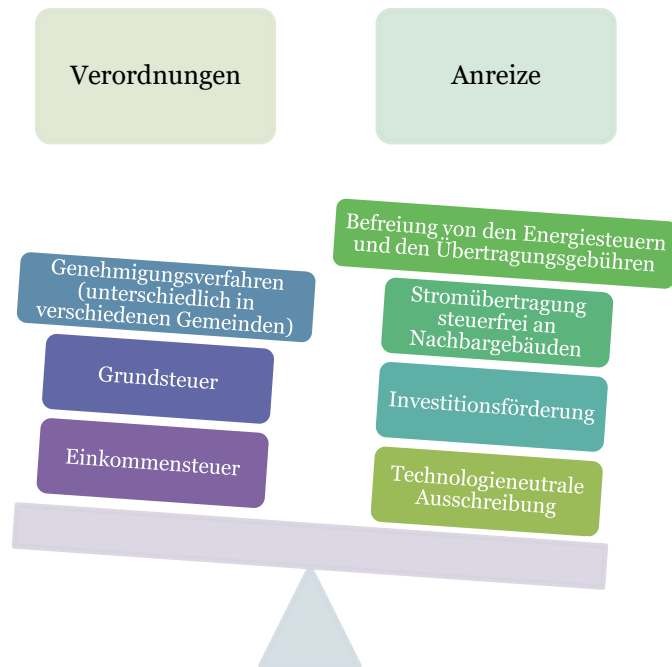 Verordnungen
Anreize
Genehmigungsverfahren
(unterschiedlich in
verschiedenen Gemeinden)
Grundsteuer
Einkommensteuer
Befreiung von den Energiesteuern
und den Übertragungsgebühren
Stromübertragung
steuerfrei an
Nachbargebäuden
Investitionsförderung
Technologieneutrale
Ausschreibung